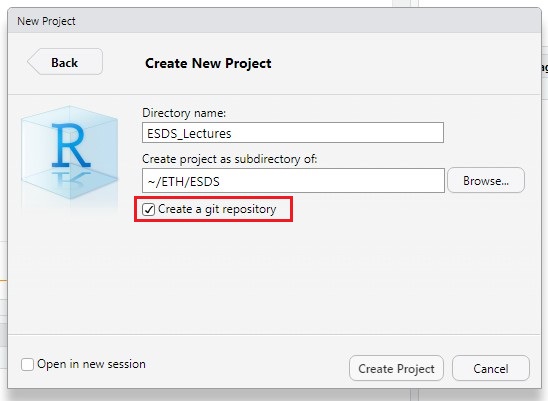 New Project
Back
Create New Project
R
Directory name:
ESDS_Lectures
Create project as subdirectory of:
~/ETH/ESDS
Browse...
Create a git repository
Open in new session
Create Project
Cancel